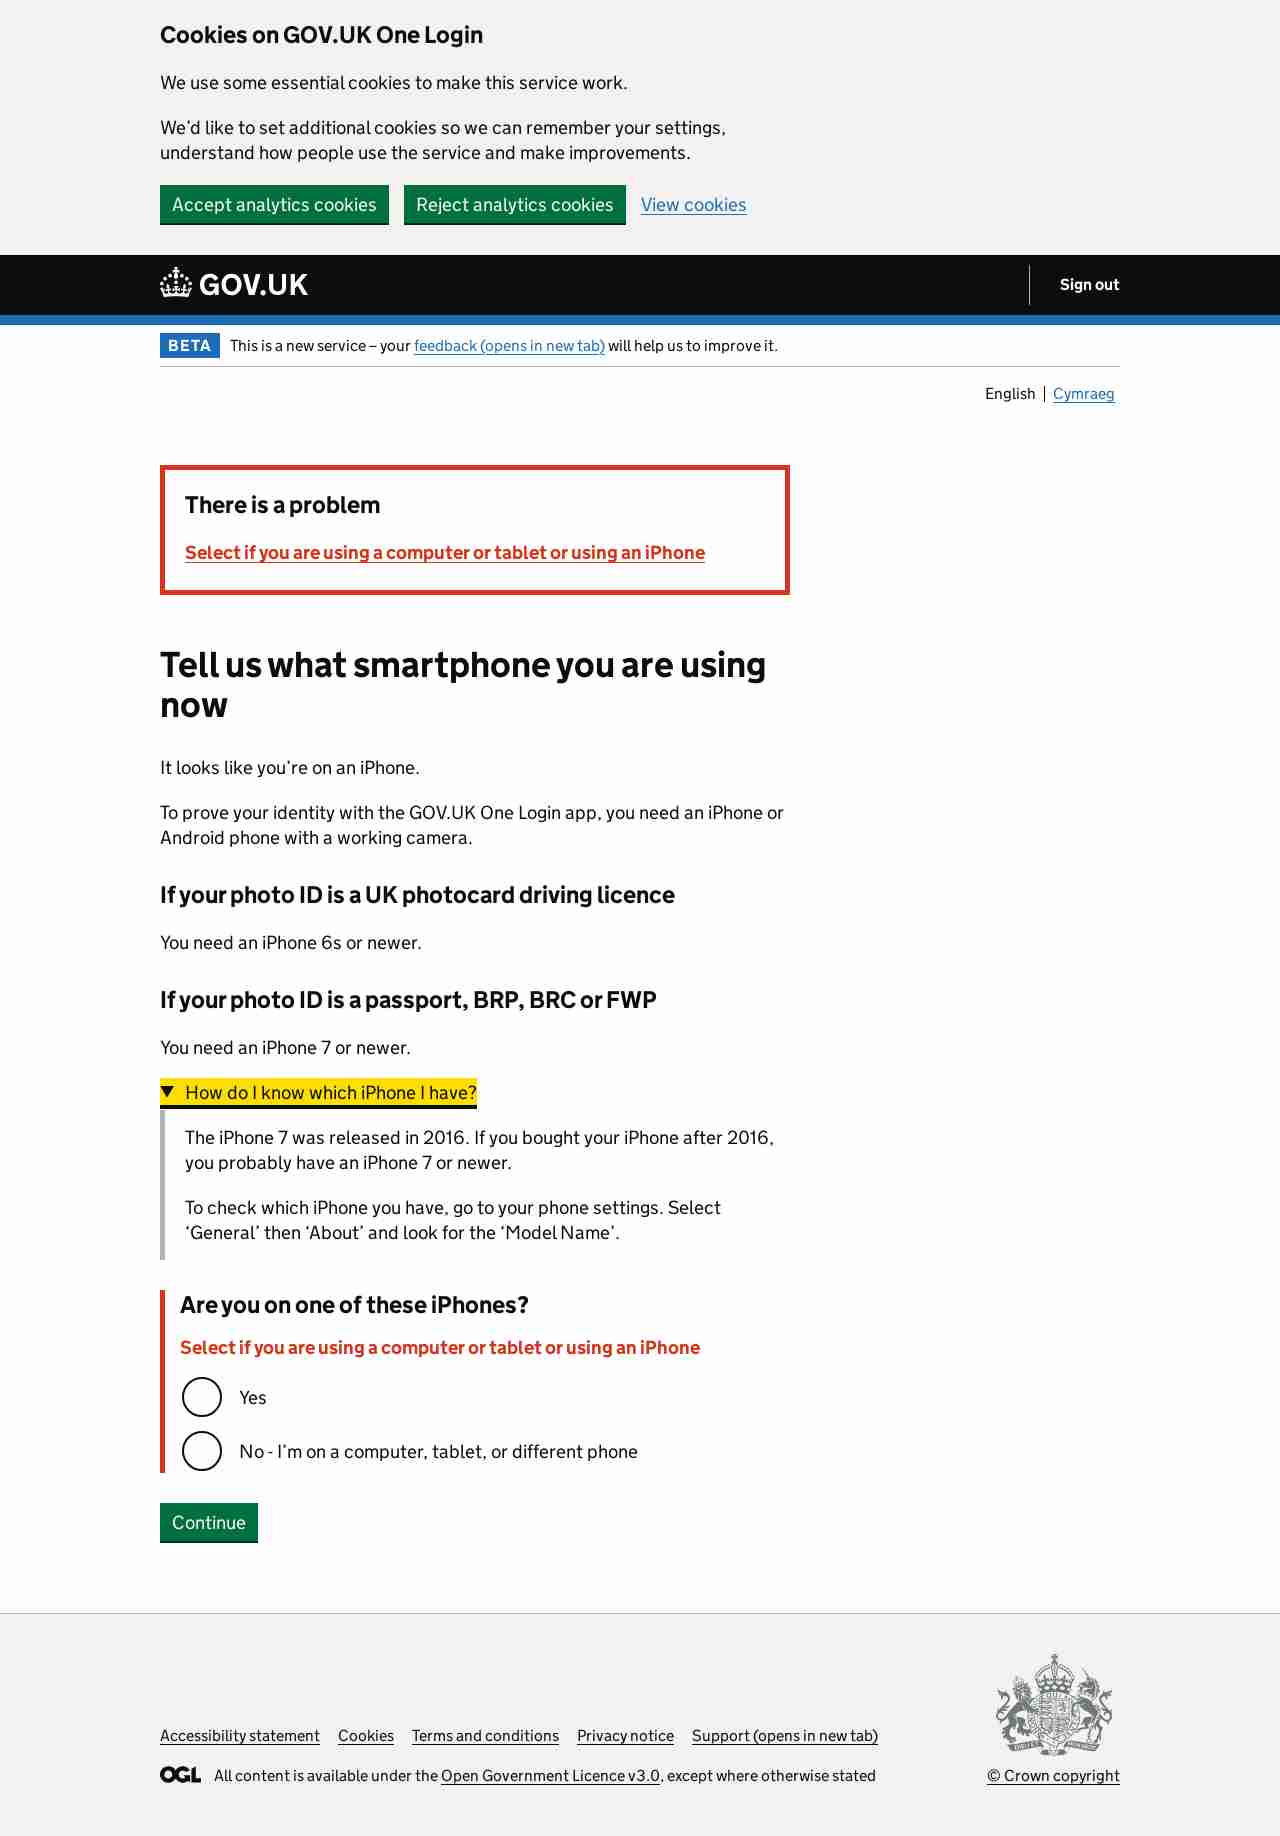 Cookies on GOV.UK One Login
We use some essential cookies to make this service work.
We’d like to set additional cookies so we can remember your settings,
understand how people use the service and make improvements.
Accept analytics cookies Reject analytics cookies View cookies
GOV.UK Sign out
BETA This is a new service – your feedback (opens in new tab) will help us to improve it.
English Cymraeg
There is a problem
Select if you are using a computer or tablet or using an iPhone
Tell us what smartphone you are using
now
It looks like you’re on an iPhone.
To prove your identity with the GOV.UK One Login app, you need an iPhone or
Android phone with a working camera.
If your photo ID is a UK photocard driving licence
You need an iPhone 6s or newer.
If your photo ID is a passport, BRP, BRC or FWP
You need an iPhone 7 or newer.
How do I know which iPhone I have?
The iPhone 7 was released in 2016. If you bought your iPhone after 2016,
you probably have an iPhone 7 or newer.
To check which iPhone you have, go to your phone settings. Select
‘General’ then ‘About’ and look for the ‘Model Name’.
Are you on one of these iPhones?
Select if you are using a computer or tablet or using an iPhone
Yes
No - I’m on a computer, tablet, or different phone
Continue
Accessibility statement Cookies Terms and conditions Privacy notice Support (opens in new tab)
OGL All content is available under the Open Government Licence v3.0, except where otherwise stated
© Crown copyright